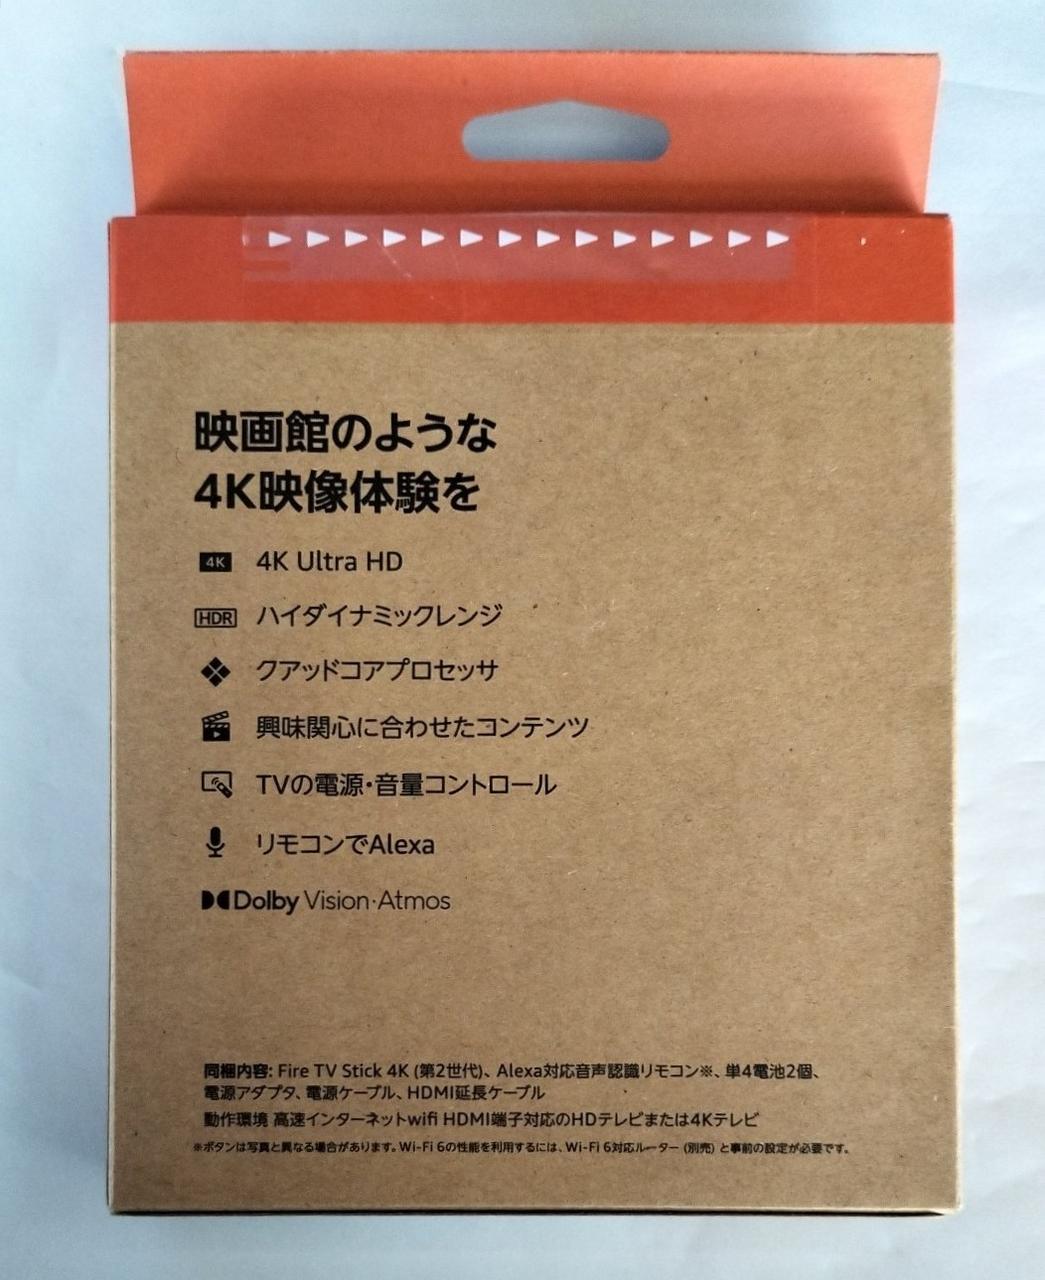 映画館のような
4K映像体験を
4K 4K Ultra HD
HDR ハイダイナミックレンジ
クアッドコアプロセッサ
興味関心に合わせたコンテンツ
TVの電源・音量コントロール
リモコンでAlexa
Dolby Vision·Atmos
同梱内容: Fire TV Stick 4K (第2世代)、Alexa対応音声認識リモコン※、単4電池2個、
電源アダプタ、電源ケーブル、HDMI延長ケーブル
動作環境 高速インターネットwifi HDMI端子対応のHDテレビまたは4Kテレビ
※ボタンは写真と異なる場合があります。Wi-Fi 6の性能を利用するには、Wi-Fi 6対応ルーター (別売) と事前の設定が必要です。